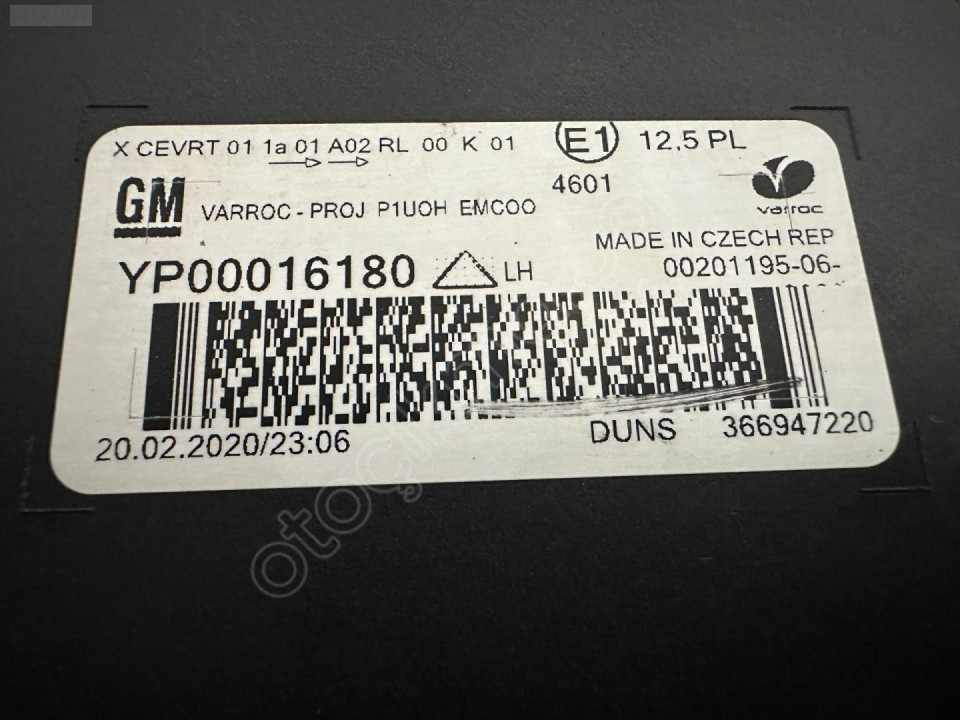 X CEVRT 01 1a 01 A02 RL 00 K 01 E1 12,5 PL
4601
GM VARROC - PROJ P1UOH EMCOO
varroc
MADE IN CZECH REP
YP00016180 LH 00201195-06-
20.02.2020/23:06 DUNS 366947220